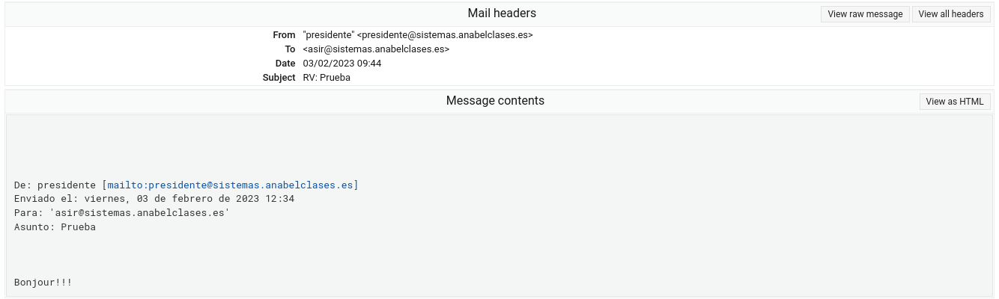 Mail headers
View raw message
View all headers
From "presidente" <presidente@sistemas.anabelclases.es>
To <asir@sistemas.anabelclases.es>
Date 03/02/2023 09:44
Subject RV: Prueba
Message contents
View as HTML
De: presidente [mailto:presidente@sistemas.anabelclases.es]
Enviado el: viernes, 03 de febrero de 2023 12:34
Para: 'asir@sistemas.anabelclases.es'
Asunto: Prueba
Bonjour!!!